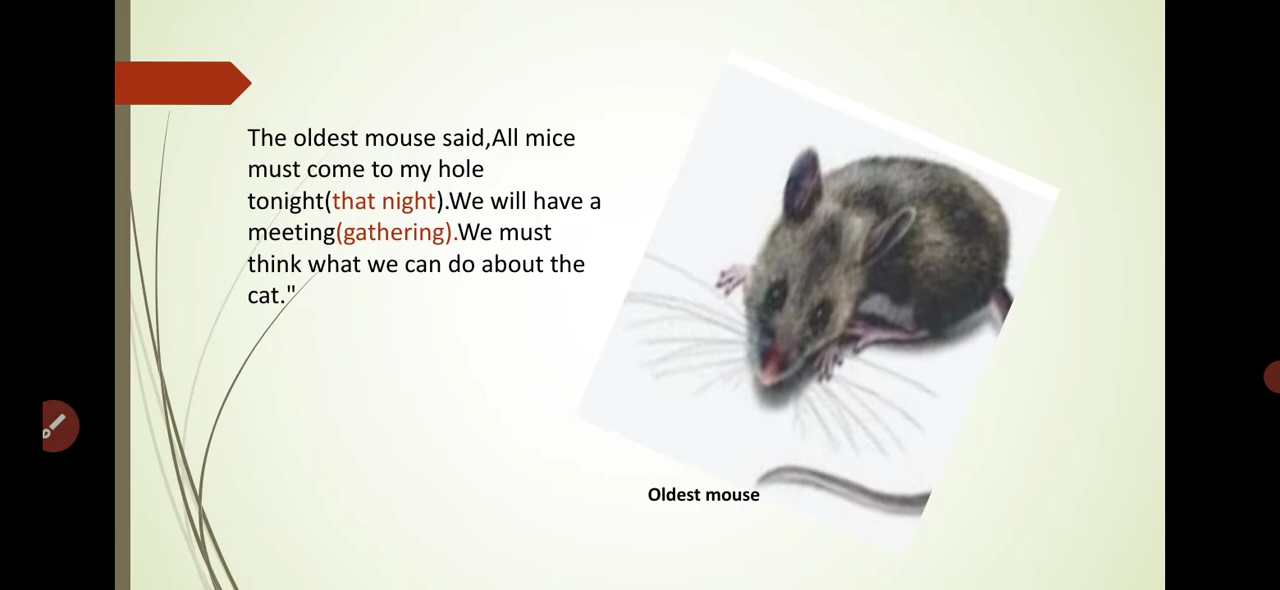 The oldest mouse said,All mice
must come to my hole
tonight(that night).We will have a
meeting(gathering).We must
think what we can do about the
cat."
Oldest mouse